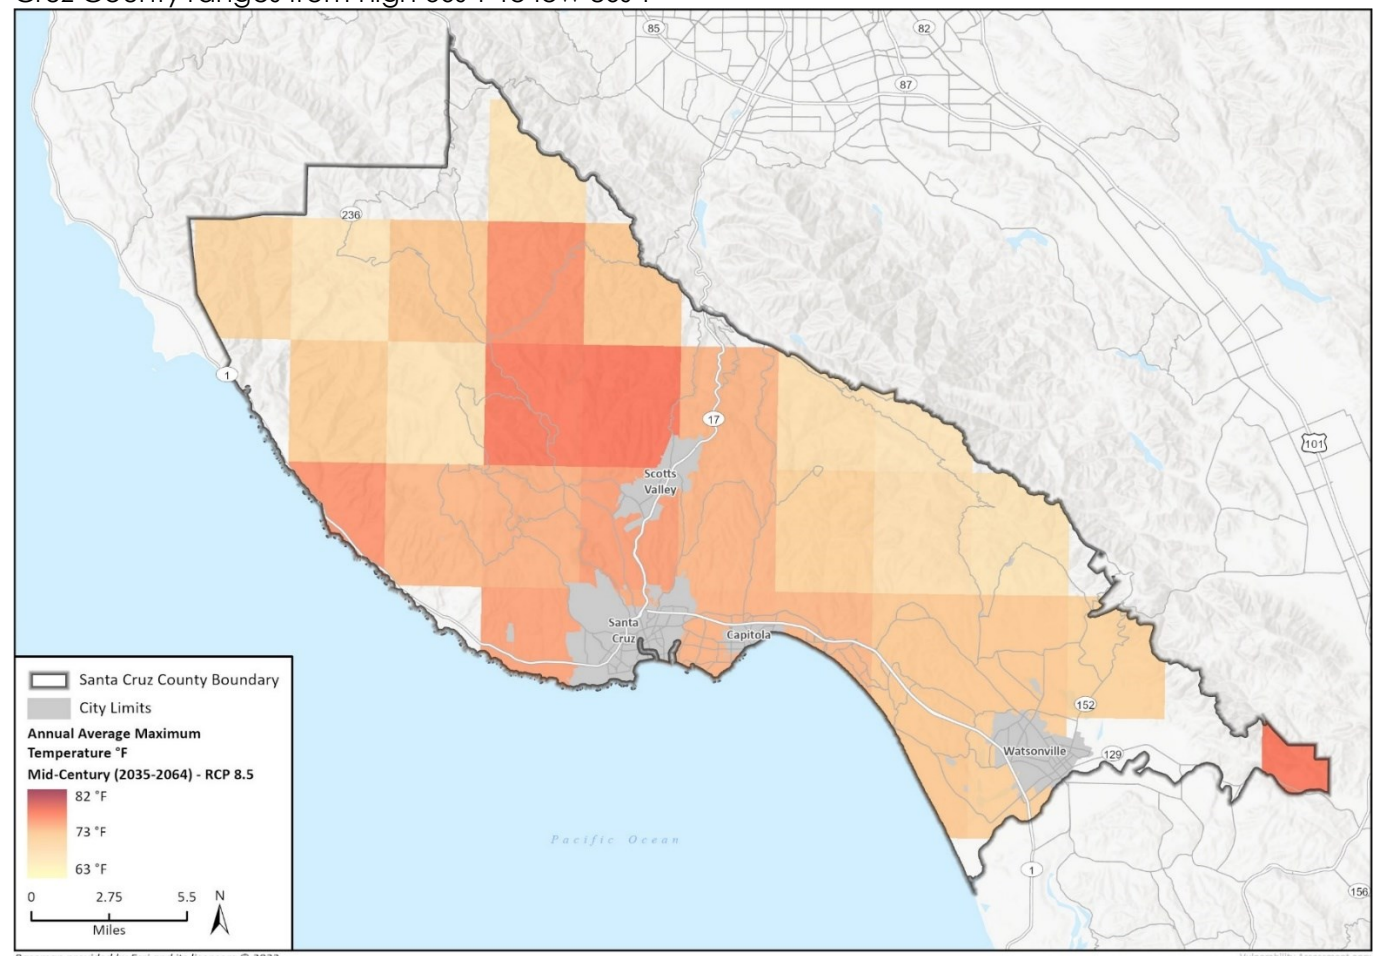 85
82
87
236
1
17
101
Scotts
Valley
Santa
Cruz
Capitola
152
Watsonville
129
1
156
Pacific Ocean
Santa Cruz County Boundary
City Limits
Annual Average Maximum
Temperature °F
Mid-Century (2035-2064) - RCP 8.5
82 °F
73 °F
63 °F
0 2.75 5.5 N
Miles